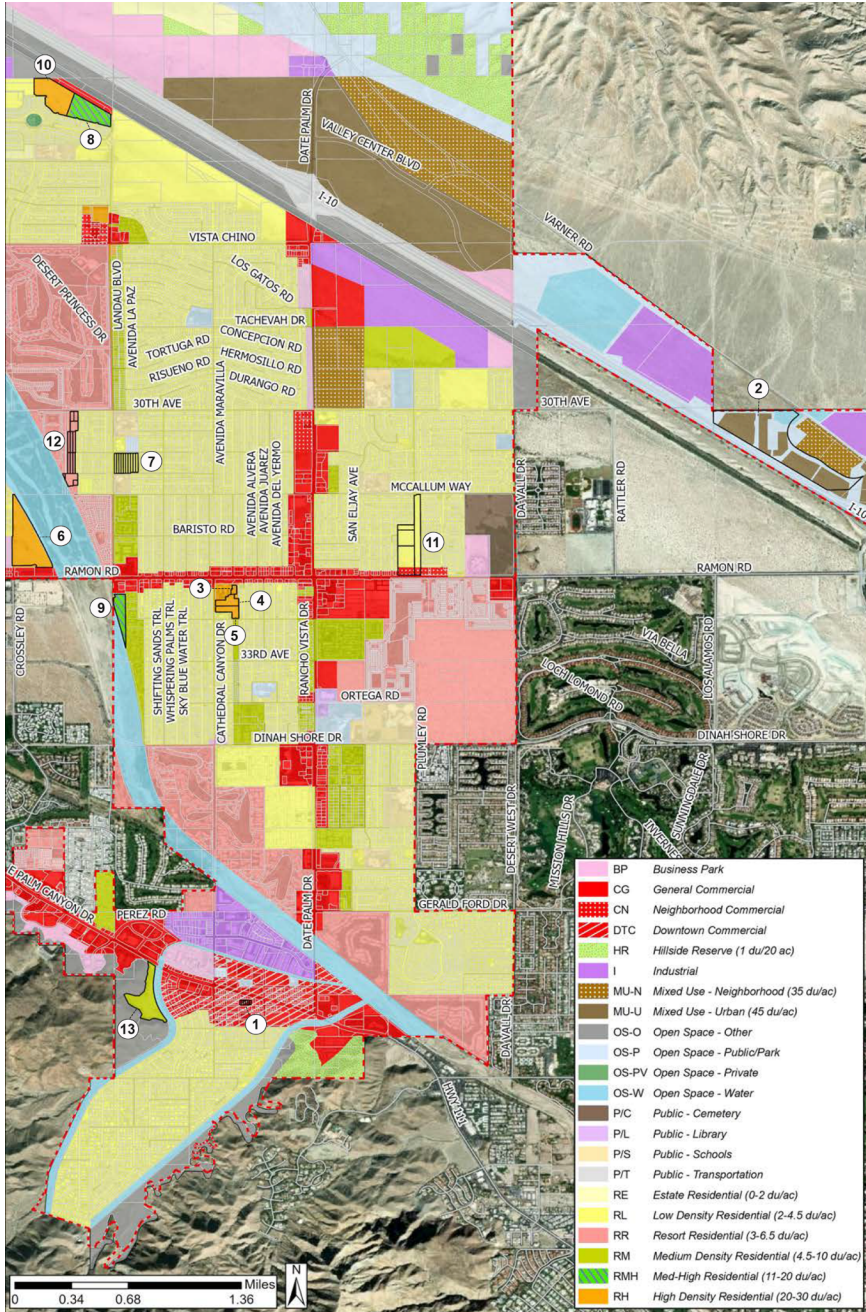 10
8
DATE PALM DR
VALLEY CENTER BLVD
I-10
VISTA CHINO
VARNER RD
DESERT PRINCESS DR
LANDAU BLVD
AVENIDA LA PAZ
LOS GATOS RD
TACHEVAH DR
TORTUGA RD
CONCEPCION RD
RISUENO RD
HERMOSILLO RD
DURANGO RD
30TH AVE
AVENIDA MARAVILLA
30TH AVE
2
12
7
AVENIDA ALVERA
AVENIDA JUAREZ
AVENIDA DEL YERMO
SAN ELJAY AVE
MCCALLUM WAY
DA VALL DR
RATTLER RD
I-10
6
BARISTO RD
11
RAMON RD
RAMON RD
9
3
4
5
CROSSLEY RD
SHIFTING SANDS TRL
WHISPERING PALMS TRL
SKY BLUE WATER TRL
CATHEDRAL CANYON DR
33RD AVE
RANCHO VISTA DR
ORTEGA RD
VIA BELLA
LOCH LOMOND RD
LOS ALAMOS RD
DINAH SHORE DR
DINAH SHORE DR
PLUMLEY RD
DESERT WEST DR
MISSION HILLS DR
SUNNINGDALE DR
E PALM CANYON DR
PEREZ RD
DATE PALM DR
GERALD FORD DR
13
1
DA VALL DR
HWY 111
BP Business Park
CG General Commercial
CN Neighborhood Commercial
DTC Downtown Commercial
HR Hillside Reserve (1 du/20 ac)
I Industrial
MU-N Mixed Use - Neighborhood (35 du/ac)
MU-U Mixed Use - Urban (45 du/ac)
OS-O Open Space - Other
OS-P Open Space - Public/Park
OS-PV Open Space - Private
OS-W Open Space - Water
P/C Public - Cemetery
P/L Public - Library
P/S Public - Schools
P/T Public - Transportation
RE Estate Residential (0-2 du/ac)
RL Low Density Residential (2-4.5 du/ac)
RR Resort Residential (3-6.5 du/ac)
RM Medium Density Residential (4.5-10 du/ac)
RMH Med-High Residential (11-20 du/ac)
RH High Density Residential (20-30 du/ac)
Miles
0 0.34 0.68 1.36
N